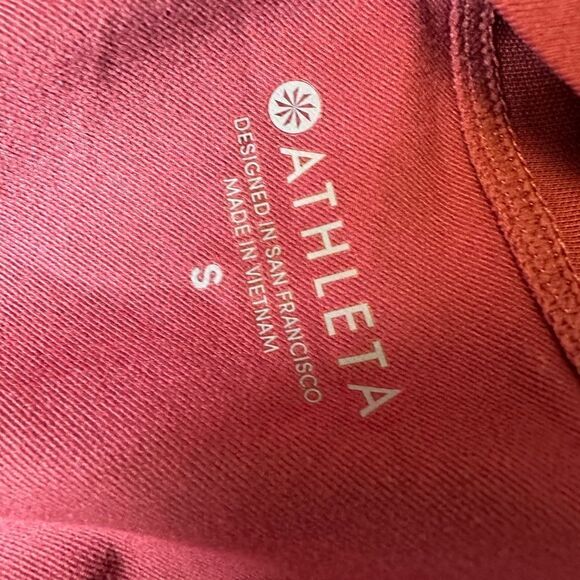 ATHLETA
DESIGNED IN SAN FRANCISCO
MADE IN VIETNAM
S